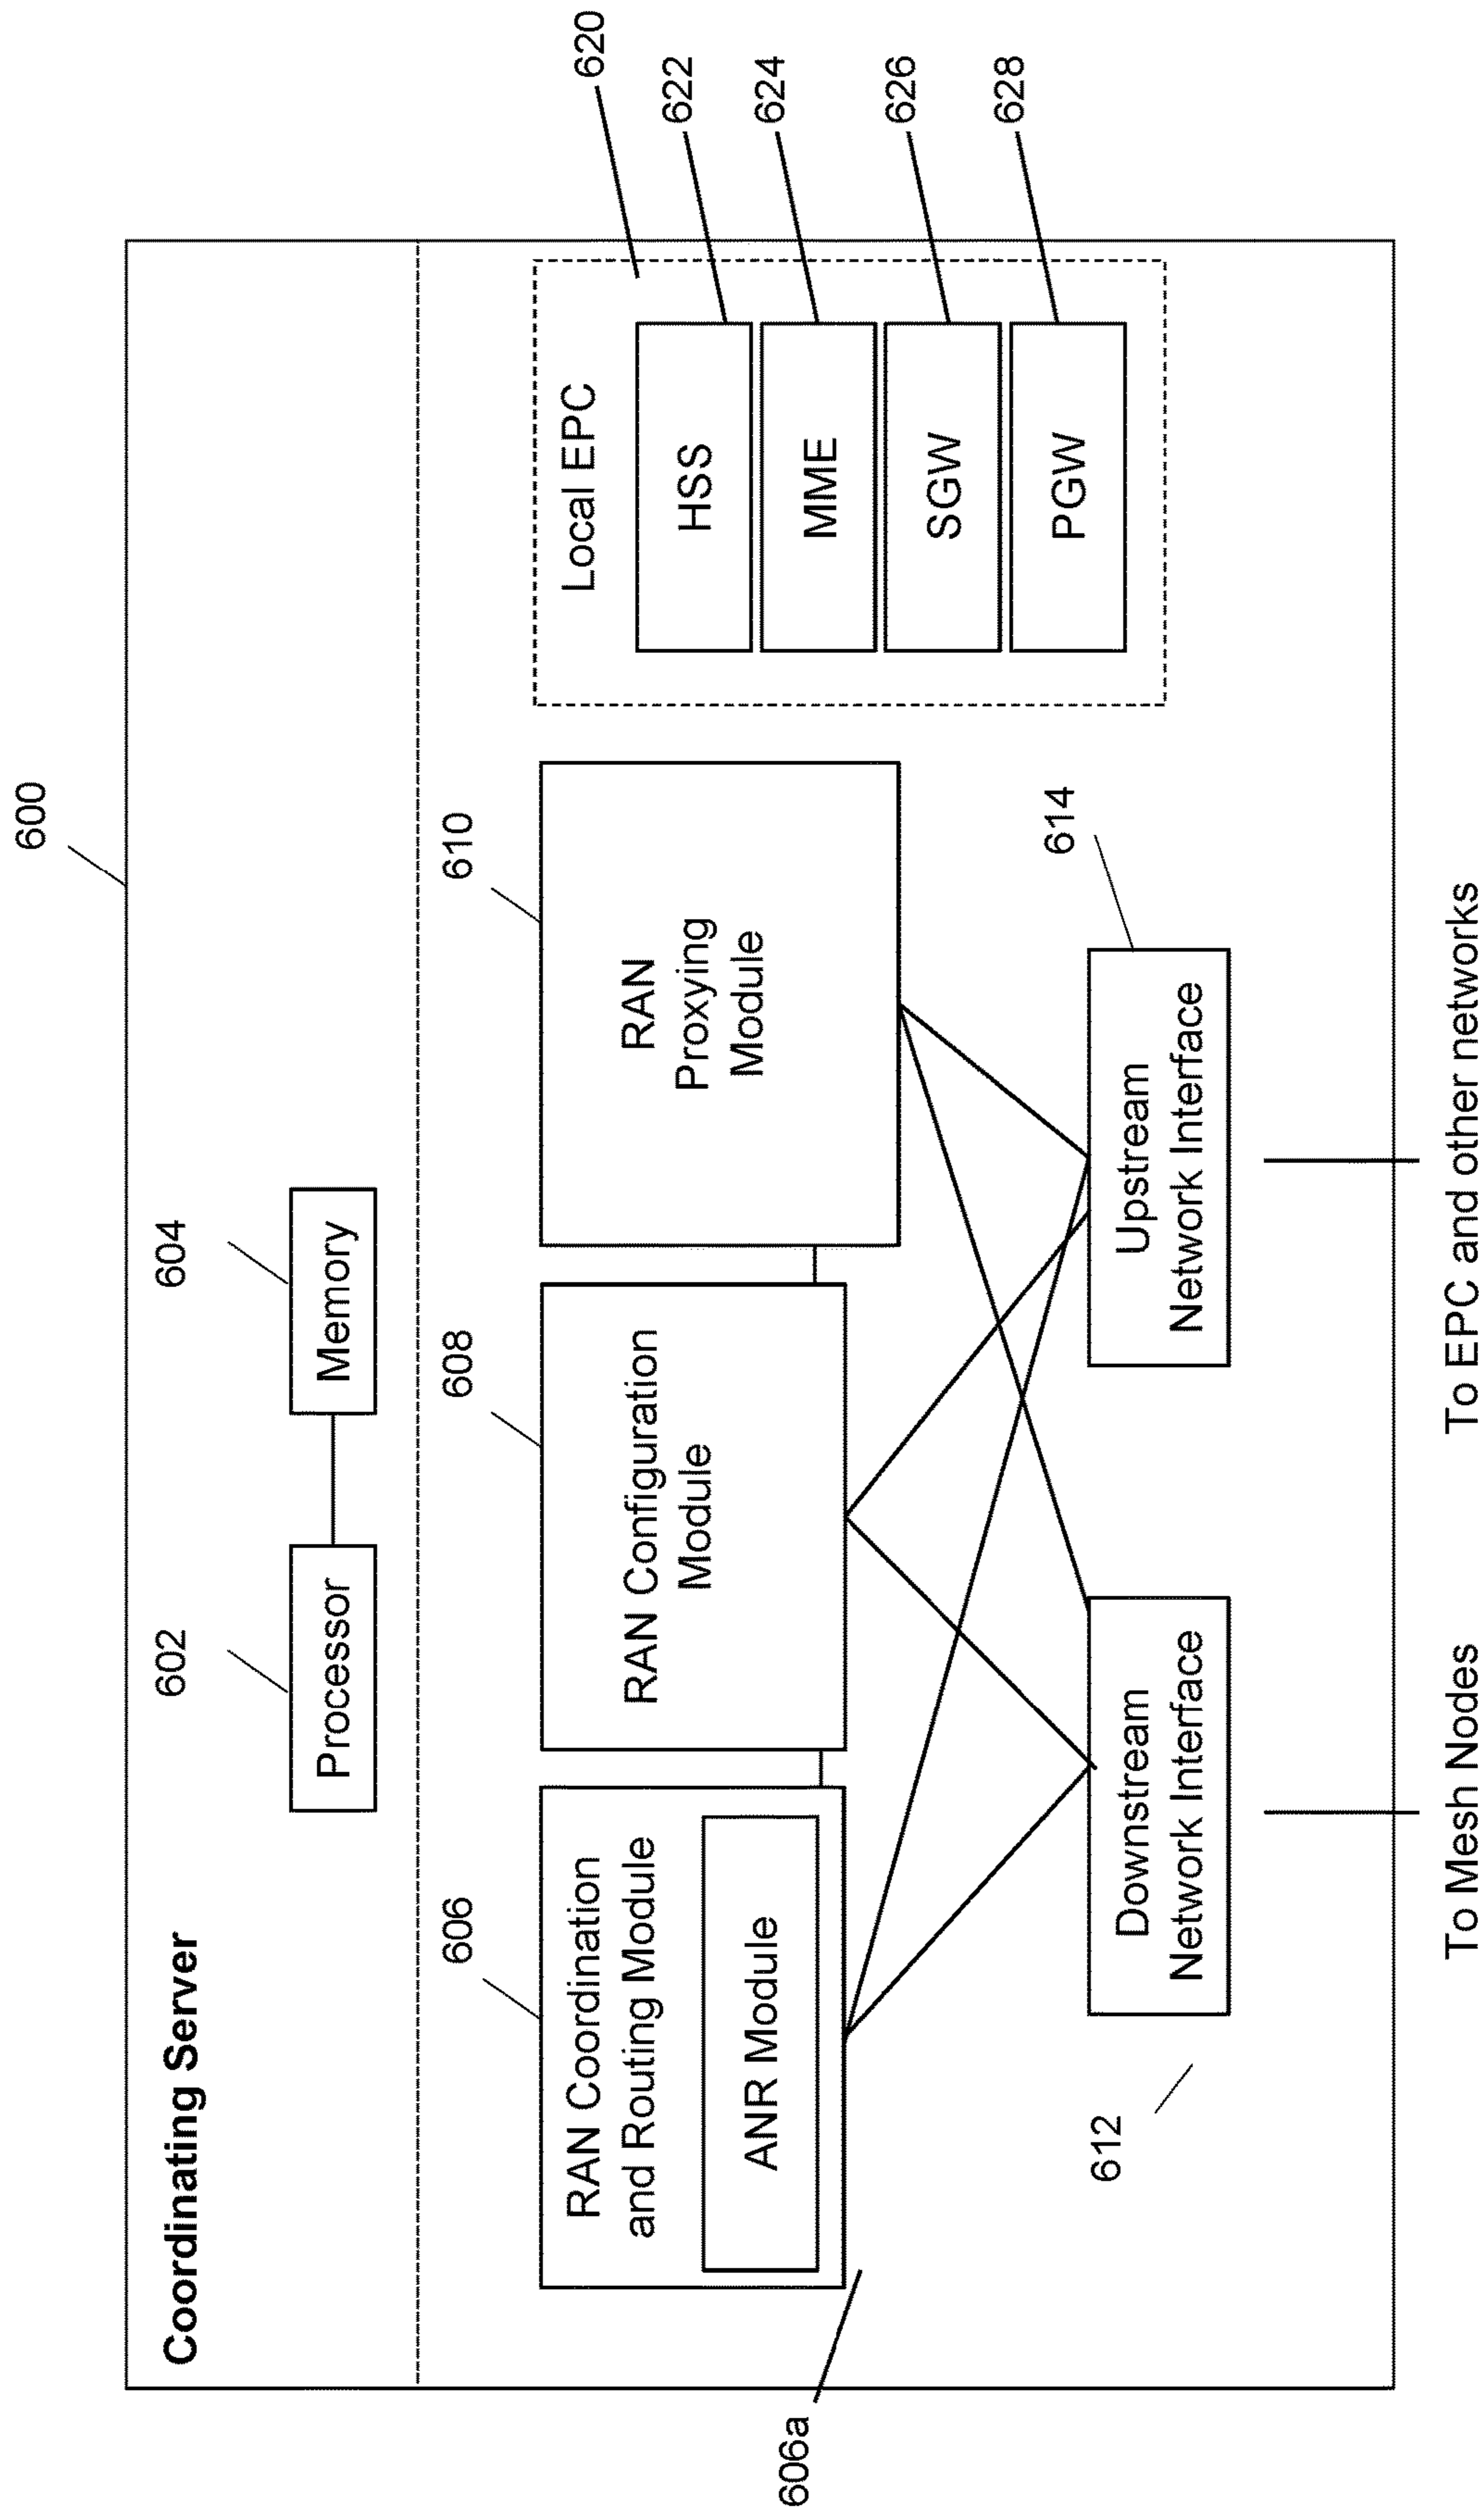 600
Coordinating Server
602
604
Processor
Memory
606
608
610
620
RAN Coordination
and Routing Module
ANR Module
606a
RAN Configuration
Module
RAN
Proxying
Module
Local EPC
HSS
622
MME
624
SGW
626
PGW
628
612
Downstream
Network Interface
614
Upstream
Network Interface
To Mesh Nodes
To EPC and other networks